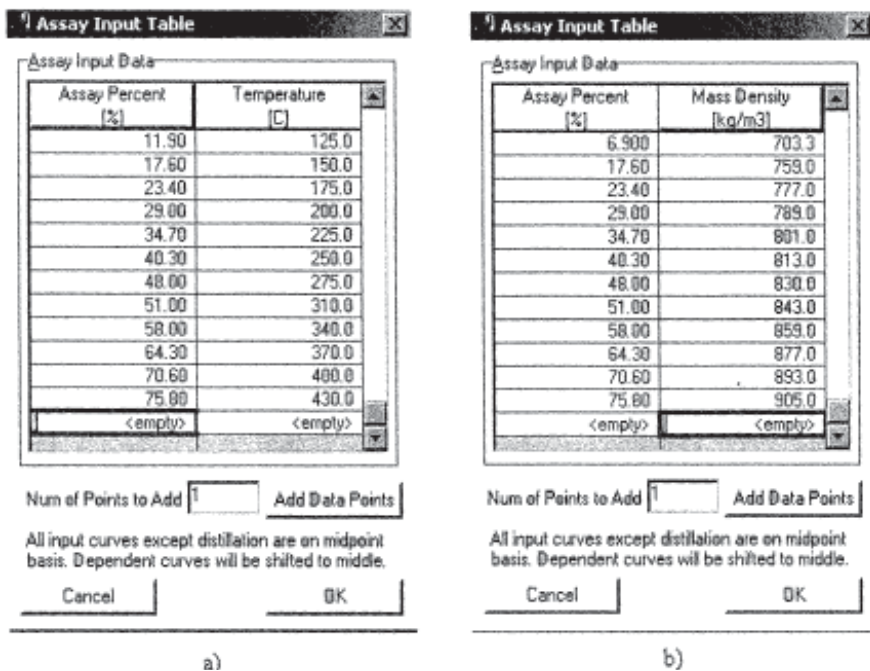 Assay Input Table
Assay Input Data
Assay Percent Temperature
[%] [C]
11.90 125.0
17.60 150.0
23.40 175.0
29.00 200.0
34.70 225.0
40.30 250.0
48.00 275.0
51.00 310.0
58.00 340.0
64.30 370.0
70.60 400.0
75.80 430.0
<empty> <empty>
Num of Points to Add 1 Add Data Points
All input curves except distillation are on midpoint
basis. Dependent curves will be shifted to middle.
Cancel OK
a)
Assay Input Table
Assay Input Data
Assay Percent Mass Density
[%] [kg/m3]
6.900 703.3
17.60 759.0
23.40 777.0
29.00 789.0
34.70 801.0
40.30 813.0
48.00 830.0
51.00 843.0
58.00 859.0
64.30 877.0
70.60 893.0
75.80 905.0
<empty> <empty>
Num of Points to Add 1 Add Data Points
All input curves except distillation are on midpoint
basis. Dependent curves will be shifted to middle.
Cancel OK
b)